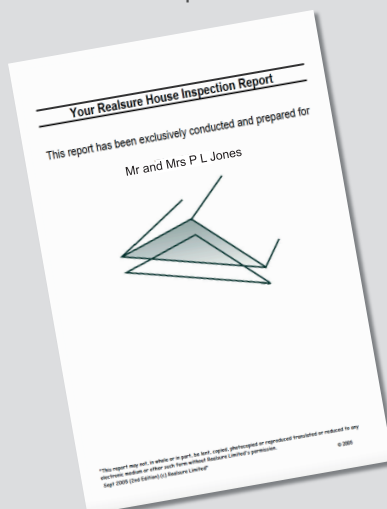 Your Realsure House Inspection Report
This report has been exclusively conducted and prepared for
Mr and Mrs P L Jones
"This report may not, in whole or in part, be lent, copied, photocopied or reproduced translated or reduced to any
electronic medium or other such form without Realsure Limited's permission.
Sept 2005 (2nd Edition) (c) Realsure Limited"
© 2005